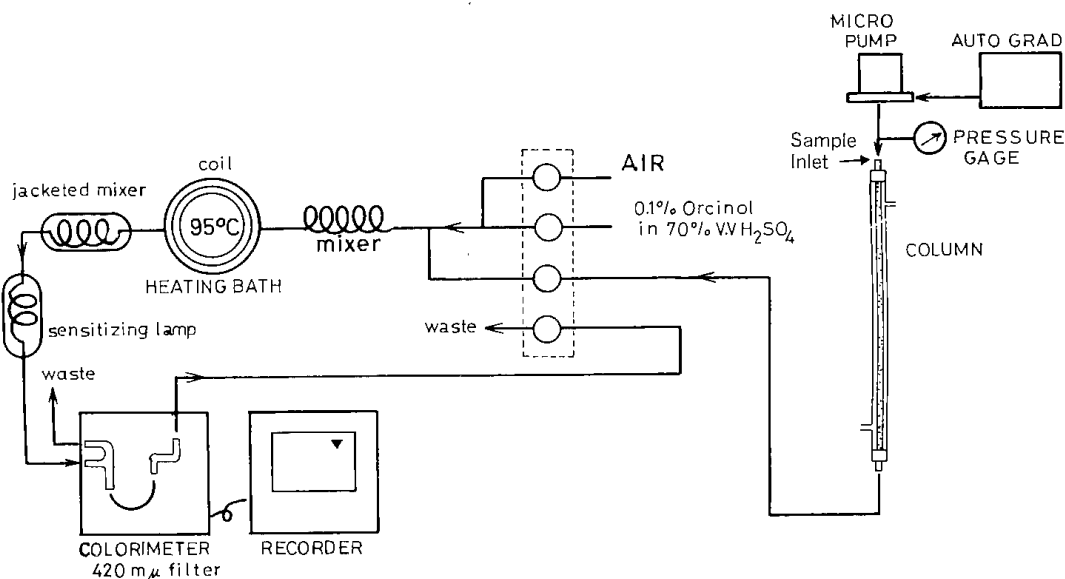 MICRO
PUMP
AUTO GRAD
Sample
Inlet
PRESSURE
GAGE
COLUMN
AIR
0.1% Orcinol
in 70% V.V H2SO4
coil
jacketed mixer
95°C
mixer
HEATING BATH
sensitizing lamp
waste
waste
COLORIMETER
420 mμ filter
RECORDER